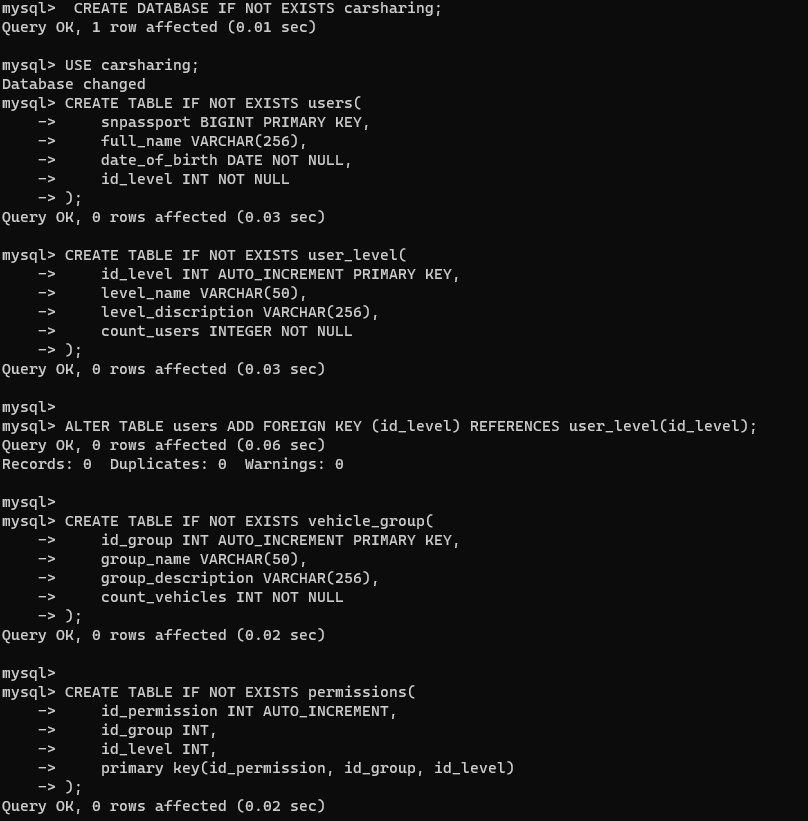 mysql>  CREATE DATABASE IF NOT EXISTS carsharing;
Query OK, 1 row affected (0.01 sec)

mysql> USE carsharing;
Database changed
mysql> CREATE TABLE IF NOT EXISTS users(
    ->     snpassport BIGINT PRIMARY KEY,
    ->     full_name VARCHAR(256),
    ->     date_of_birth DATE NOT NULL,
    ->     id_level INT NOT NULL
    -> );
Query OK, 0 rows affected (0.03 sec)

mysql> CREATE TABLE IF NOT EXISTS user_level(
    ->     id_level INT AUTO_INCREMENT PRIMARY KEY,
    ->     level_name VARCHAR(50),
    ->     level_discription VARCHAR(256),
    ->     count_users INTEGER NOT NULL
    -> );
Query OK, 0 rows affected (0.03 sec)

mysql>
mysql> ALTER TABLE users ADD FOREIGN KEY (id_level) REFERENCES user_level(id_level);
Query OK, 0 rows affected (0.06 sec)
Records: 0  Duplicates: 0  Warnings: 0

mysql>
mysql> CREATE TABLE IF NOT EXISTS vehicle_group(
    ->     id_group INT AUTO_INCREMENT PRIMARY KEY,
    ->     group_name VARCHAR(50),
    ->     group_description VARCHAR(256),
    ->     count_vehicles INT NOT NULL
    -> );
Query OK, 0 rows affected (0.02 sec)

mysql>
mysql> CREATE TABLE IF NOT EXISTS permissions(
    ->     id_permission INT AUTO_INCREMENT,
    ->     id_group INT,
    ->     id_level INT,
    ->     primary key(id_permission, id_group, id_level)
    -> );
Query OK, 0 rows affected (0.02 sec)